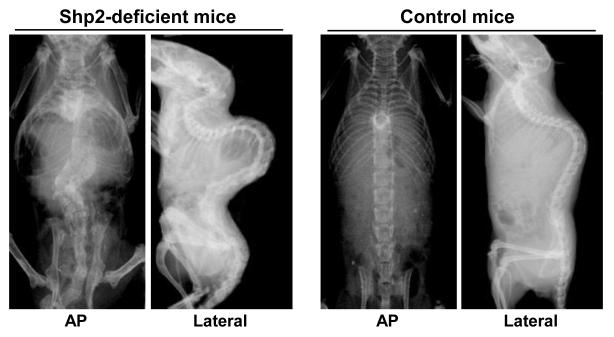 Shp2-deficient mice
Control mice
AP
Lateral
AP
Lateral